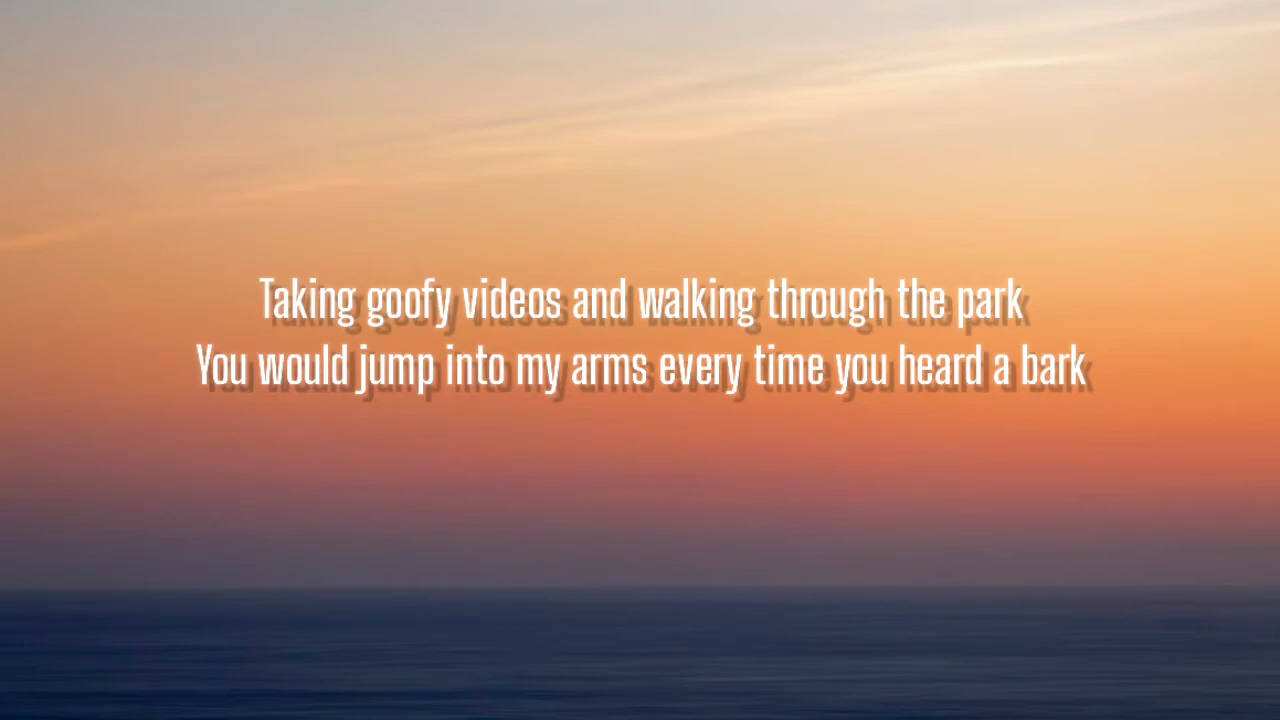 Taking goofy videos and walking through the park
You would jump into my arms every time you heard a bark